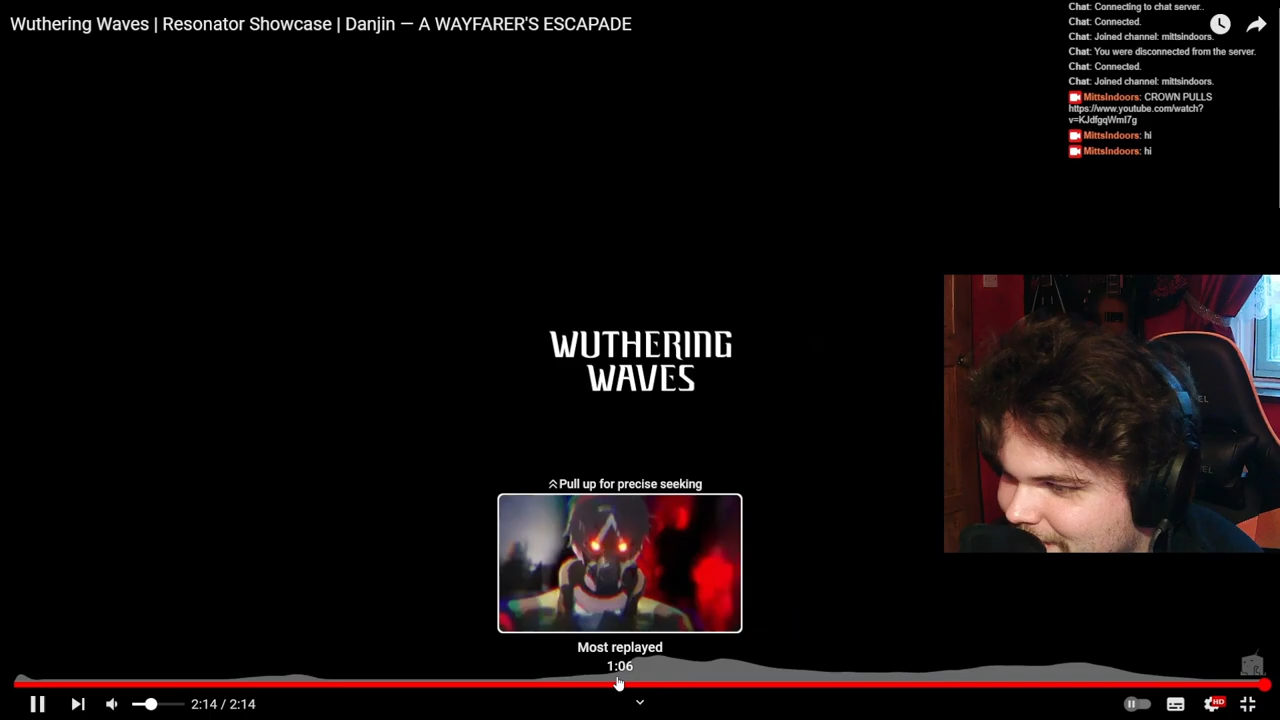 Wuthering Waves | Resonator Showcase | Danjin — A WAYFARER'S ESCAPADE
Chat: Connecting to chat server..
Chat: Connected.
Chat: Joined channel: mittsindoors.
Chat: You were disconnected from the server.
Chat: Connected.
Chat: Joined channel: mittsindoors.
MittsIndoors: CROWN PULLS
https://www.youtube.com/watch?
v=KJdfgqWmI7g
MittsIndoors: hi
MittsIndoors: hi
WUTHERING
WAVES
Pull up for precise seeking
Most replayed
1:06
2:14 / 2:14
HD